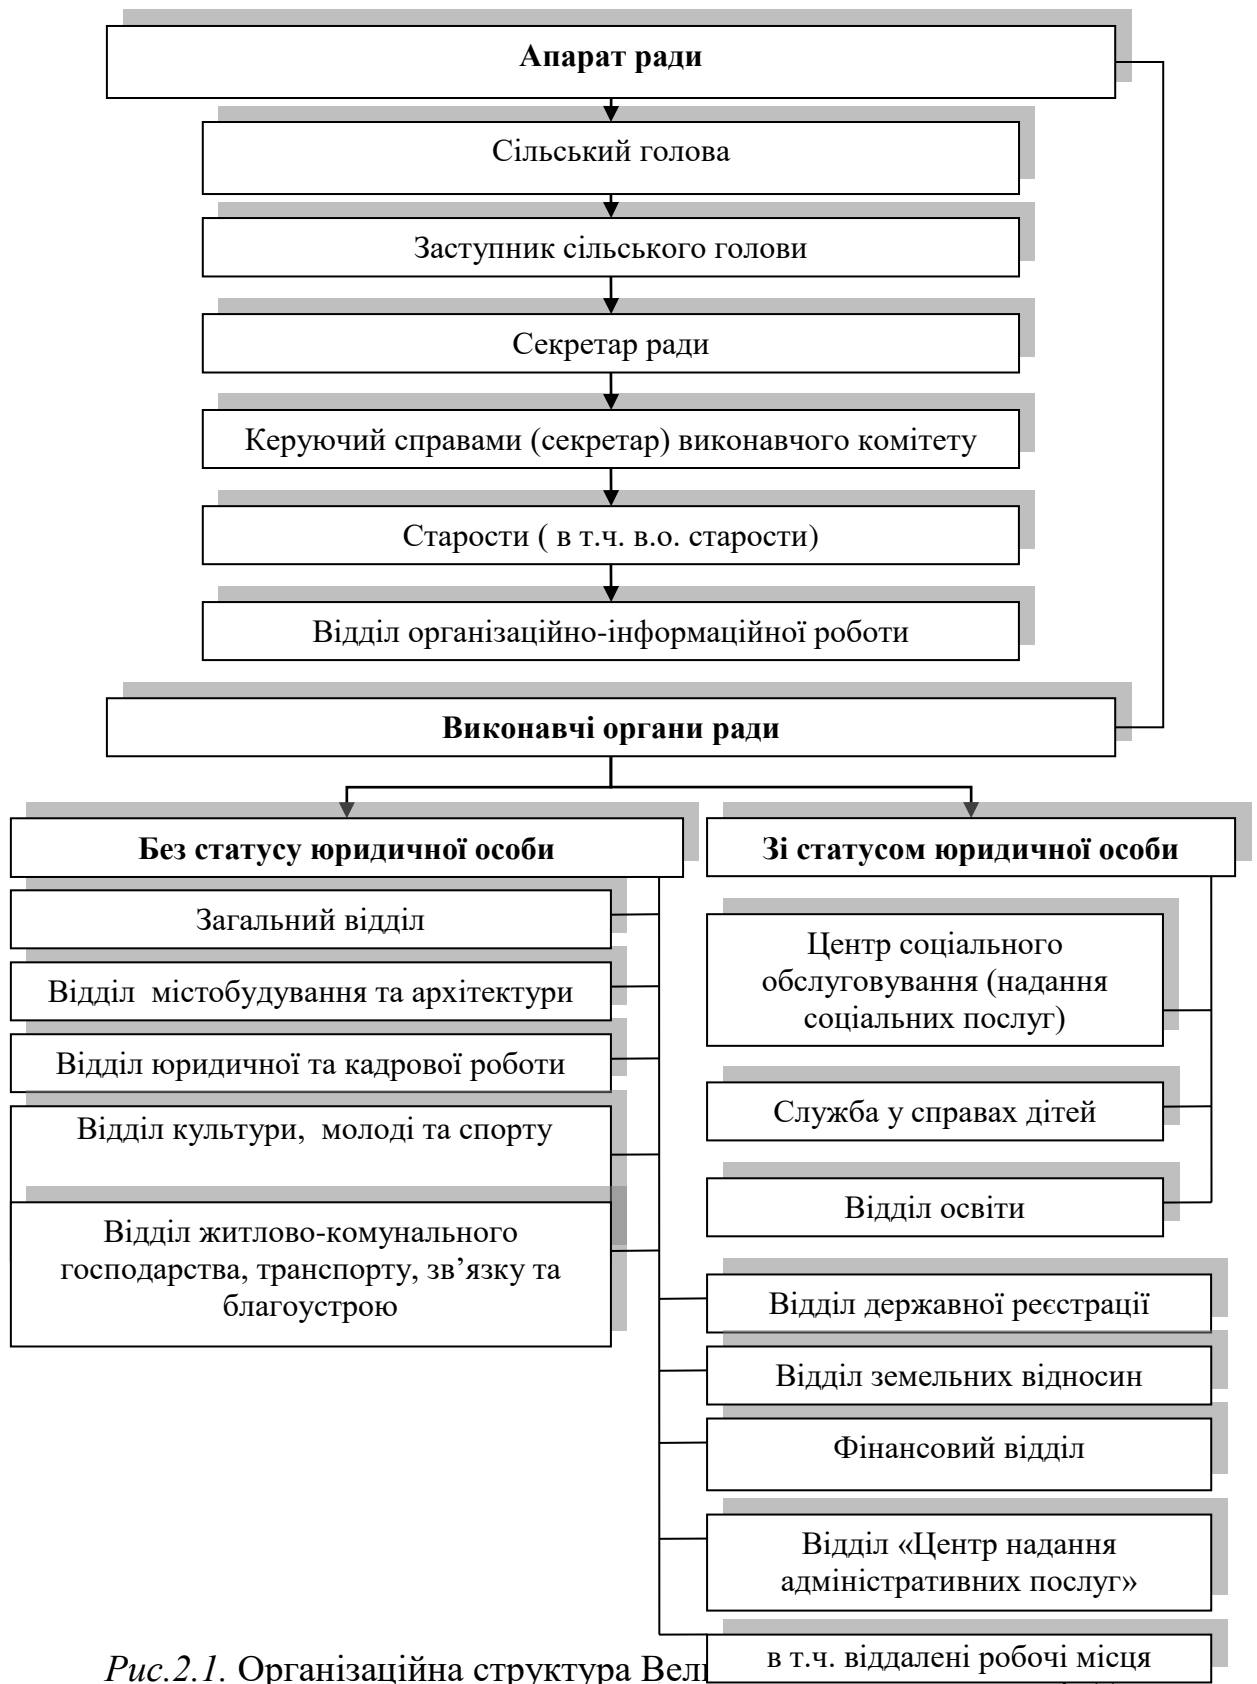 Апарат ради
Сільський голова
Заступник сільського голови
Секретар ради
Керуючий справами (секретар) виконавчого комітету
Старости ( в т.ч. в.о. старости)
Відділ організаційно-інформаційної роботи
Виконавчі органи ради
Без статусу юридичної особи
Загальний відділ
Відділ  містобудування та архітектури
Відділ юридичної та кадрової роботи
Відділ культури,  молоді та спорту
Відділ житлово-комунального
господарства, транспорту, зв’язку та
благоустрою
Зі статусом юридичної особи
Центр соціального
обслуговування (надання
соціальних послуг)
Служба у справах дітей
Відділ освіти
Відділ державної реєстрації
Відділ земельних відносин
Фінансовий відділ
Відділ «Центр надання
адміністративних послуг»
в т.ч. віддалені робочі місця
Рис.2.1. Організаційна структура